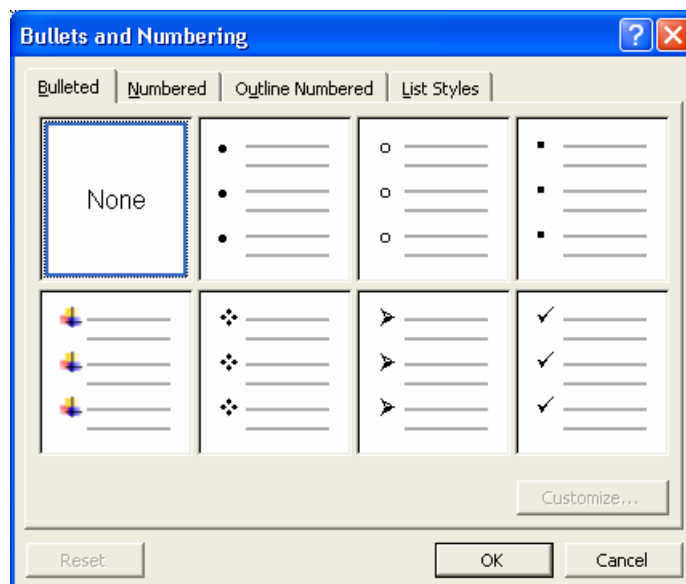 Bullets and Numbering
Bulleted Numbered Outline Numbered List Styles
None
Customize...
Reset OK Cancel